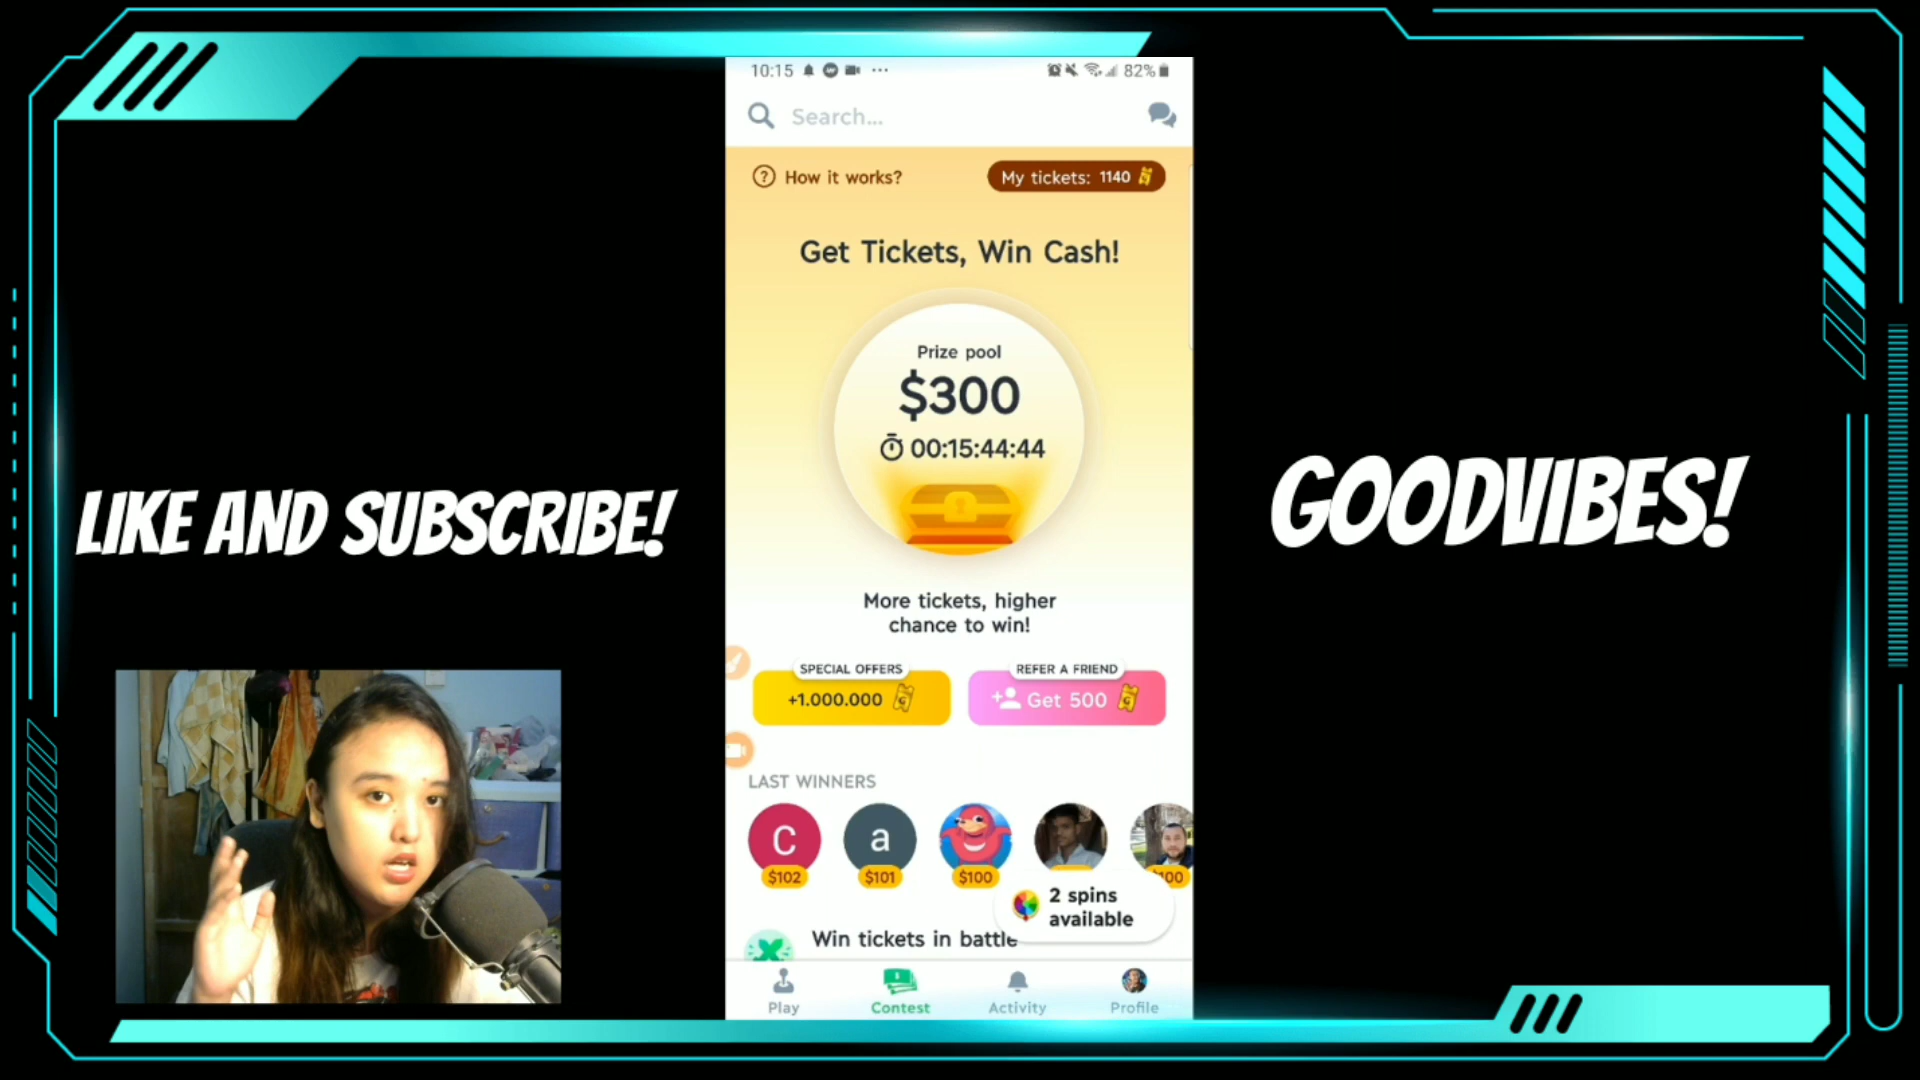 10:15
82%
Search...
How it works?
My tickets: 1140
Get Tickets, Win Cash!
Prize pool
$300
00:15:44:44
LIKE AND SUBSCRIBE!
GOODVIBES!
More tickets, higher
chance to win!
SPECIAL OFFERS
+1.000.000
REFER A FRIEND
Get 500
LAST WINNERS
C
a
$102
$101
$100
100
2 spins
available
Win tickets in battle
Play
Contest
Activity
Profile